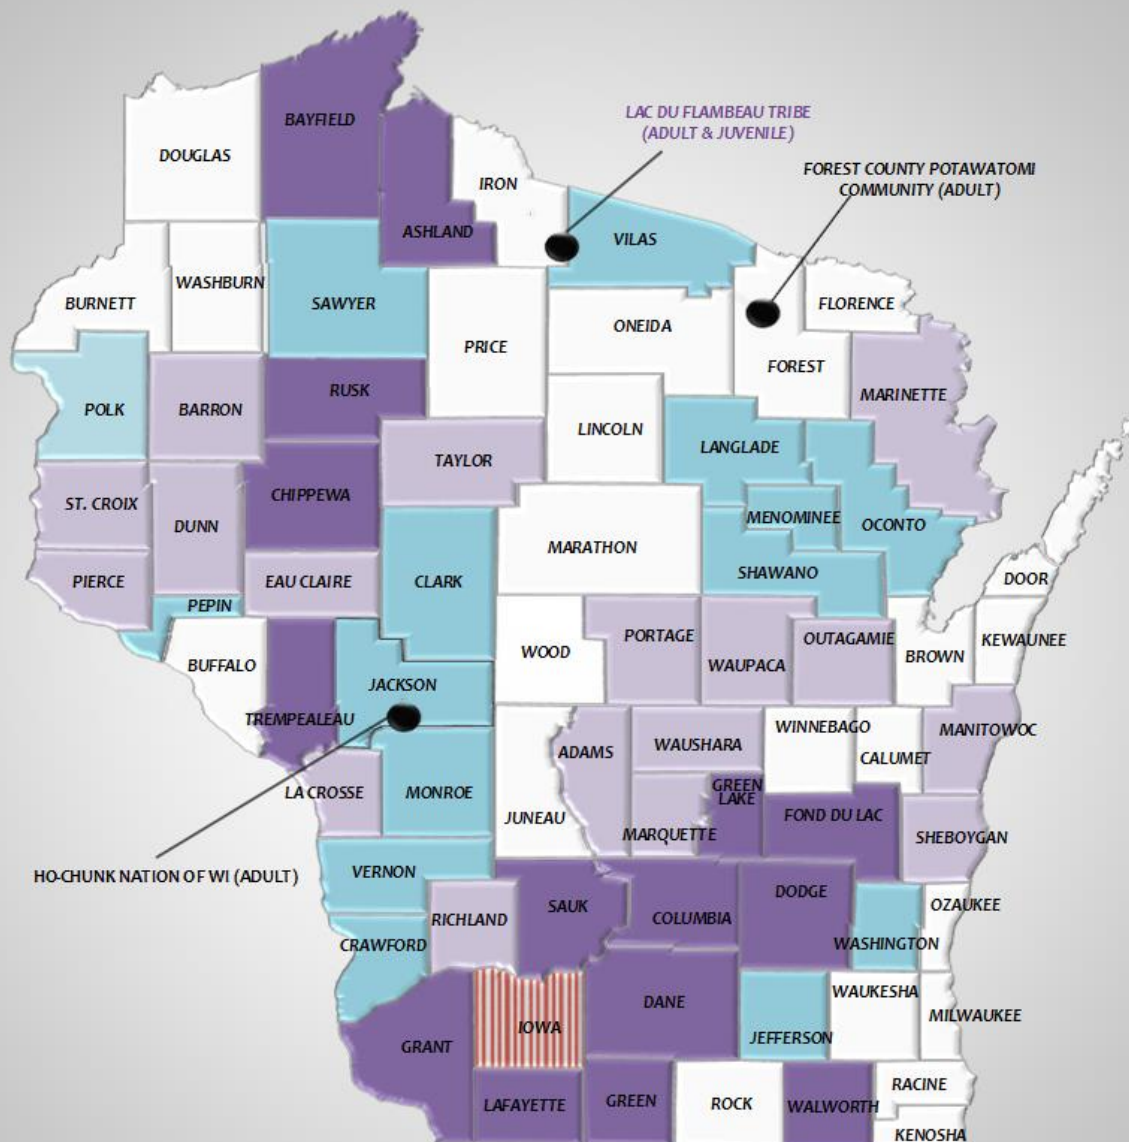 BAYFIELD
LAC DU FLAMBEAU TRIBE
(ADULT & JUVENILE)
DOUGLAS
IRON
FOREST COUNTY POTAWATOMI
COMMUNITY (ADULT)
ASHLAND
VILAS
WASHBURN
BURNETT
SAWYER
FLORENCE
ONEIDA
PRICE
FOREST
RUSK
MARINETTE
POLK
BARRON
LINCOLN
LANGLADE
TAYLOR
CHIPPEWA
ST. CROIX
MENOMINEE
DUNN
OCONTO
MARATHON
SHAWANO
DOOR
PIERCE
EAU CLAIRE
CLARK
PEPIN
PORTAGE
OUTAGAMIE
KEWAUNEE
WOOD
BROWN
BUFFALO
WAUPACA
JACKSON
TREMPEALEAU
WINNEBAGO
MANITOWOC
ADAMS
WAUSHARA
CALUMET
GREEN
LAKE
LA CROSSE
MONROE
JUNEAU
FOND DU LAC
MARQUETTE
SHEBOYGAN
HO-CHUNK NATION OF WI (ADULT)
VERNON
DODGE
SAUK
OZAUKEE
RICHLAND
COLUMBIA
CRAWFORD
WASHINGTON
WAUKESHA
DANE
MILWAUKEE
IOWA
JEFFERSON
GRANT
RACINE
GREEN
LAFAYETTE
ROCK
WALWORTH
KENOSHA